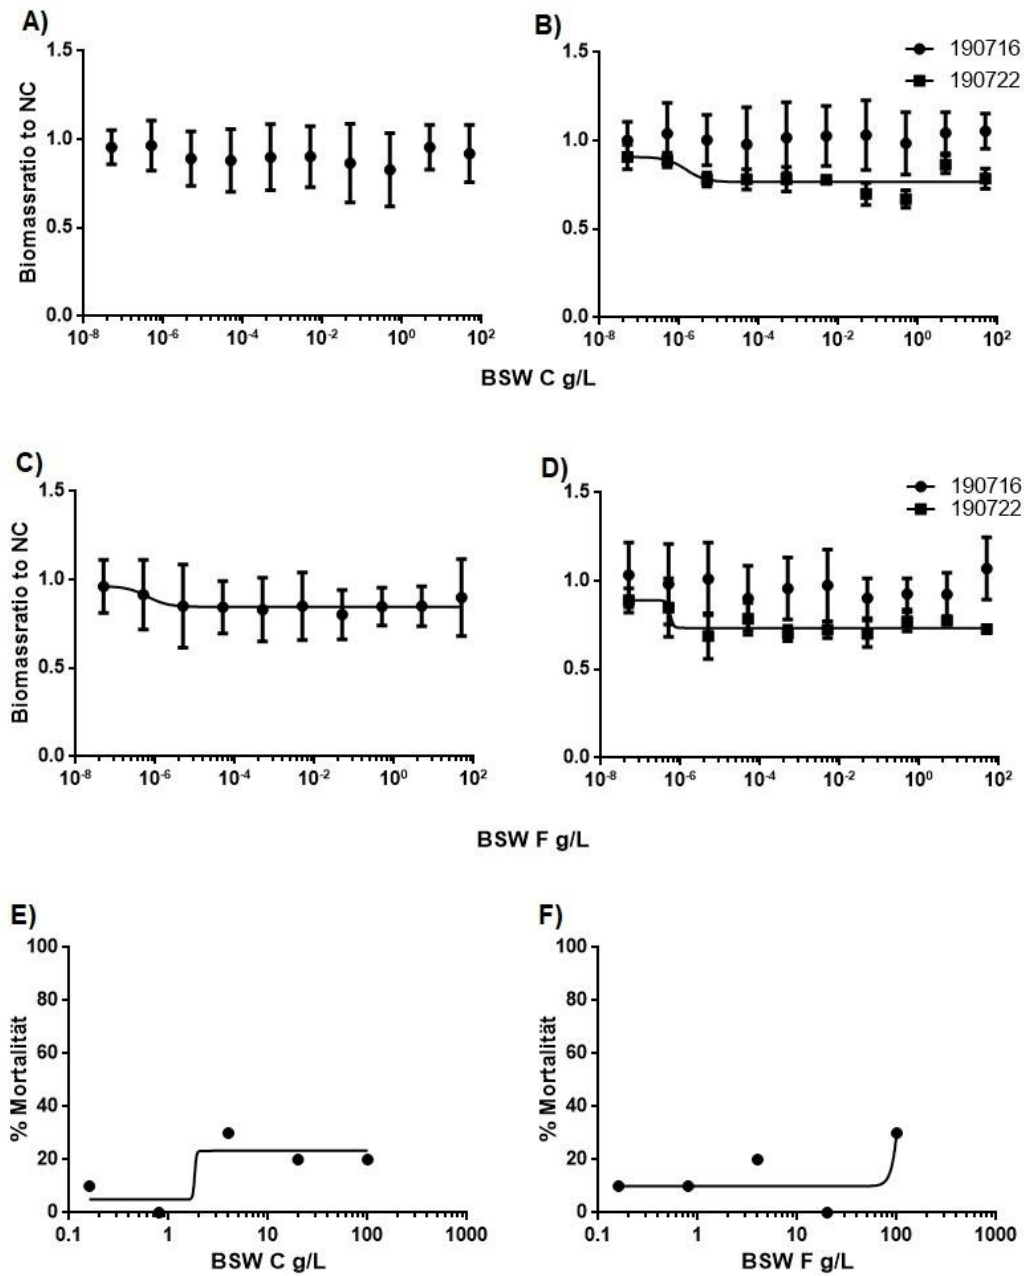 A) B)
190716
190722
1.5 1.5
1.0 1.0
0.5 0.5
0.0 0.0
Biomassratio to NC
10⁻⁸ 10⁻⁶ 10⁻⁴ 10⁻² 10⁰ 10² 10⁻⁸ 10⁻⁶ 10⁻⁴ 10⁻² 10⁰ 10²
BSW C g/L
C) D)
190716
190722
1.5 1.5
1.0 1.0
0.5 0.5
0.0 0.0
Biomassratio to NC
10⁻⁸ 10⁻⁶ 10⁻⁴ 10⁻² 10⁰ 10² 10⁻⁸ 10⁻⁶ 10⁻⁴ 10⁻² 10⁰ 10²
BSW F g/L
E) F)
100 100
80 80
60 60
40 40
20 20
0 0
% Mortalität % Mortalität
0.1 1 10 100 1000 0.1 1 10 100 1000
BSW C g/L BSW F g/L